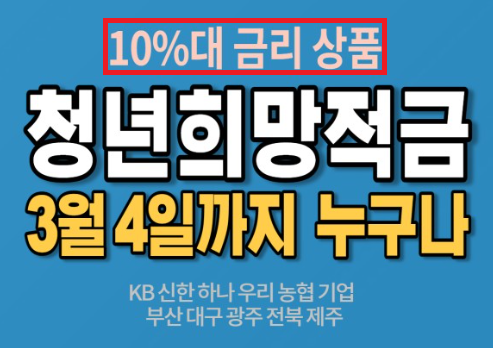 10%대 금리 상품
청년희망적금
3월 4일까지 누구나
KB 신한 하나 우리 농협 기업
부산 대구 광주 전북 제주